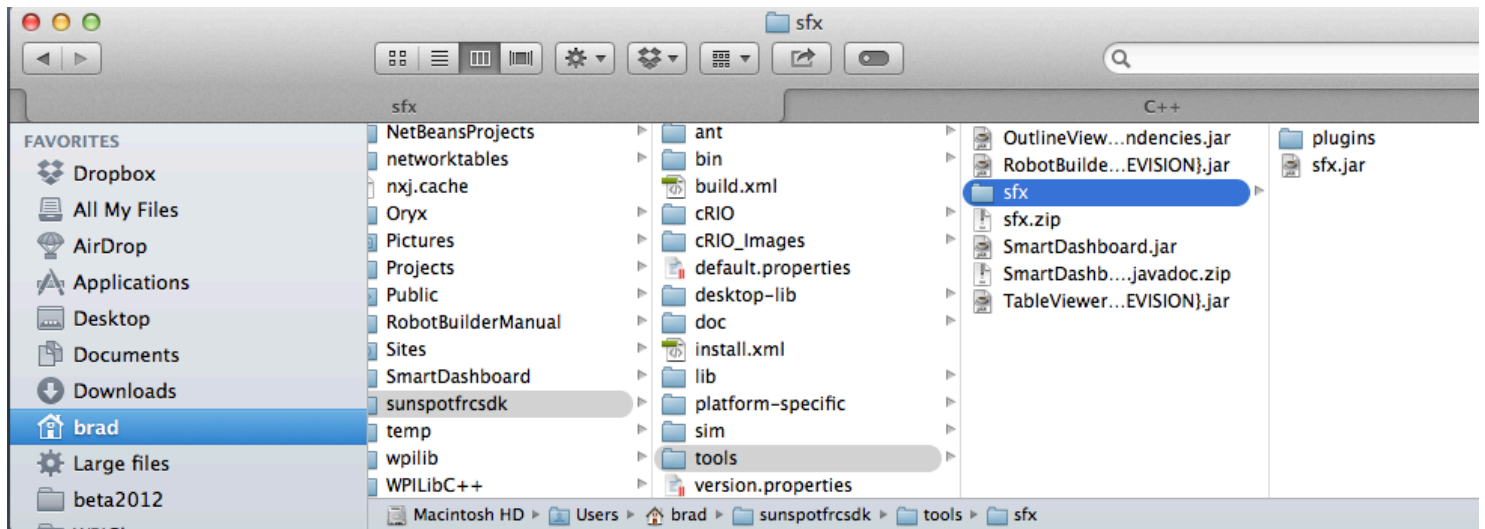 sfx
sfx
C++
FAVORITES
Dropbox
All My Files
AirDrop
Applications
Desktop
Documents
Downloads
brad
Large files
beta2012
NetBeansProjects
networktables
nxj.cache
Oryx
Pictures
Projects
Public
RobotBuilderManual
Sites
SmartDashboard
sunspotfrcsdk
temp
wpilib
WPILibC++
ant
bin
build.xml
cRIO
cRIO_Images
default.properties
desktop-lib
doc
install.xml
lib
platform-specific
sim
tools
version.properties
OutlineView...ndencies.jar
RobotBuilde...EVISION}.jar
sfx
sfx.zip
SmartDashboard.jar
SmartDashb....javadoc.zip
TableViewer...EVISION}.jar
plugins
sfx.jar
Macintosh HD ▸ Users ▸ brad ▸ sunspotfrcsdk ▸ tools ▸ sfx